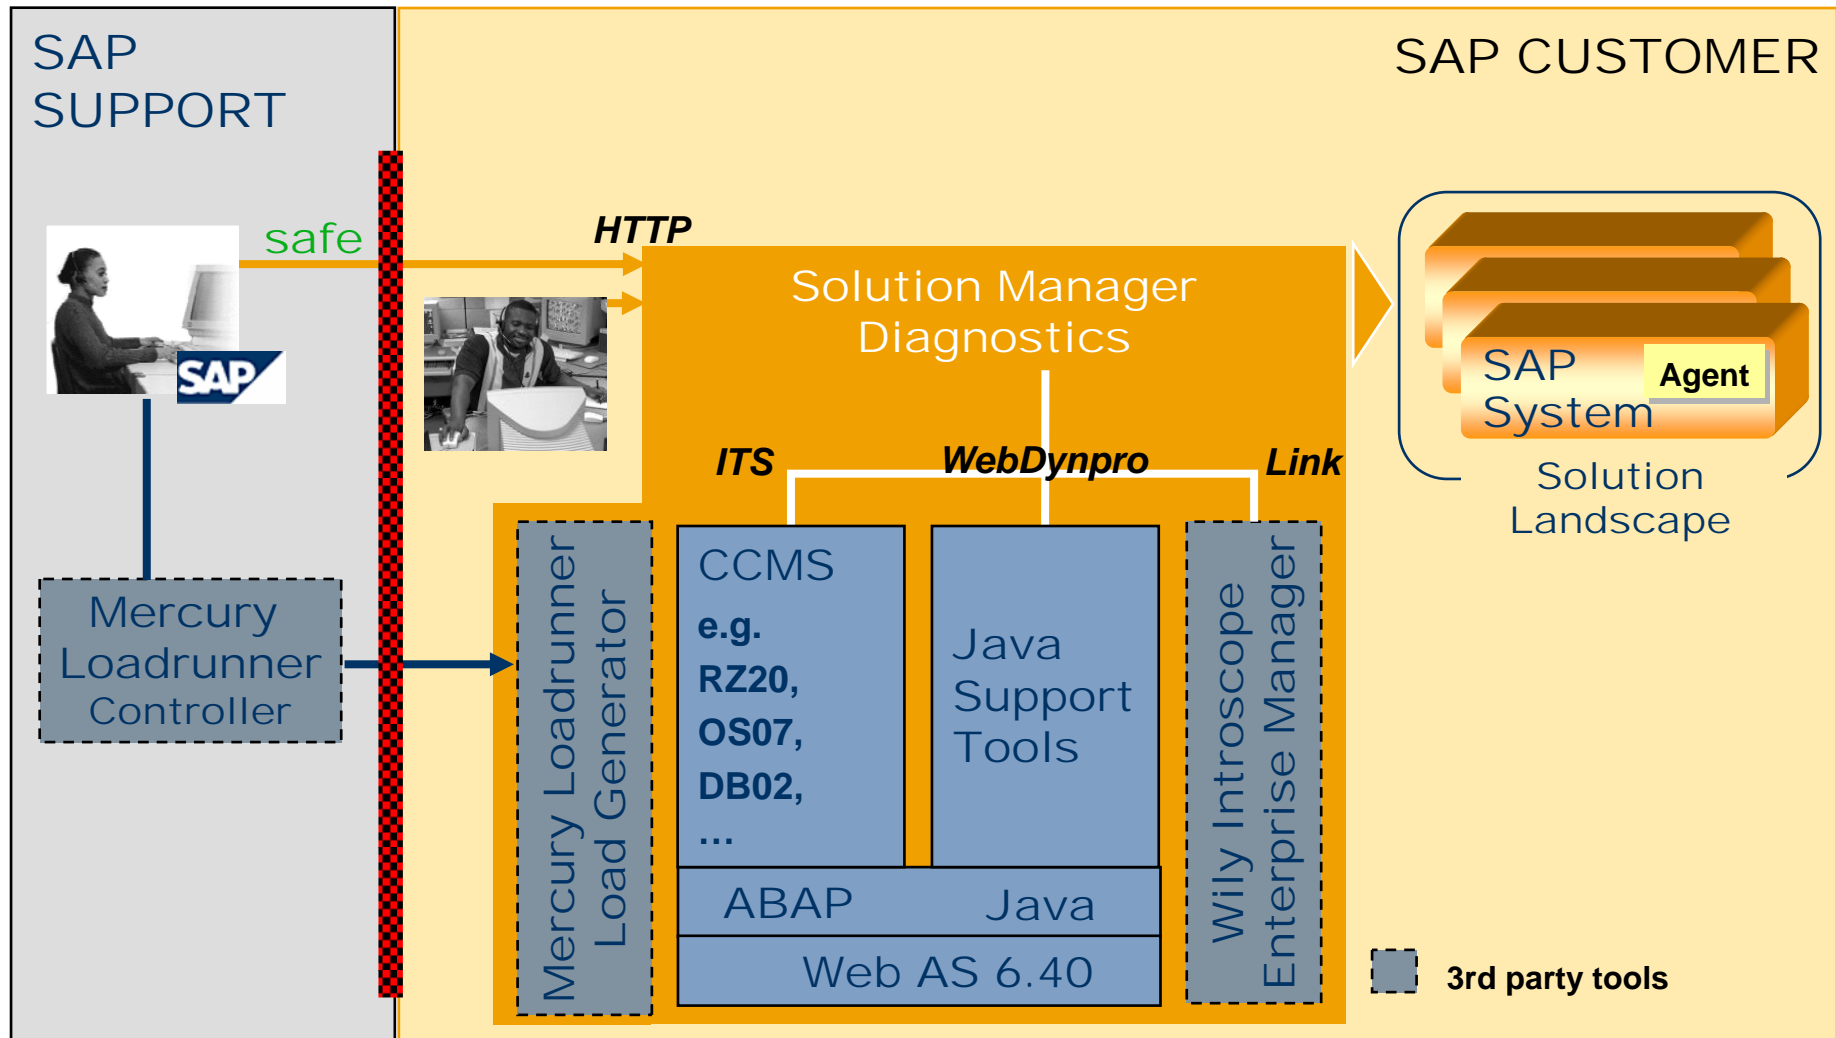 SAP
SUPPORT
SAP CUSTOMER
safe
HTTP
SAP
Solution Manager
Diagnostics
SAP
System
Agent
Solution
Landscape
ITS
WebDynpro
Link
Mercury
Loadrunner
Controller
Mercury Loadrunner
Load Generator
CCMS
e.g.
RZ20,
OS07,
DB02,
...
Java
Support
Tools
Wily Introscope
Enterprise Manager
ABAP
Java
Web AS 6.40
3rd party tools